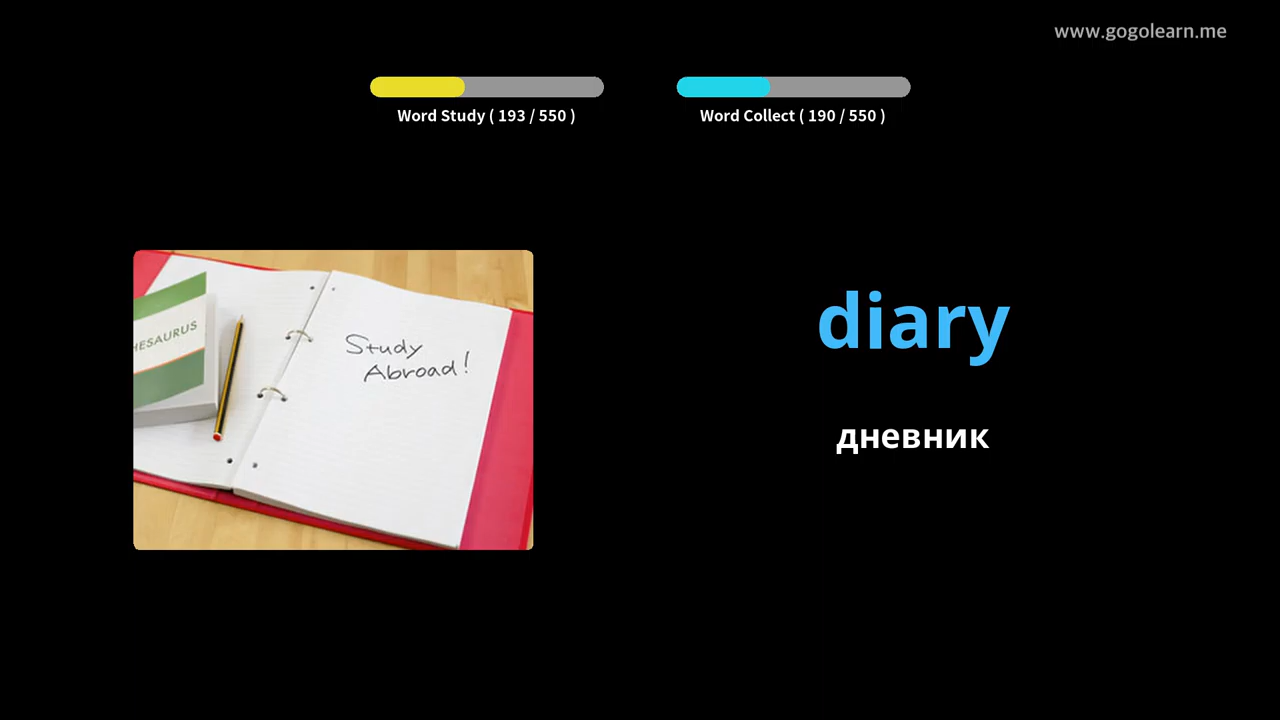 www.gogolearn.me
Word Study ( 193 / 550 )
Word Collect ( 190 / 550 )
HESAURUS
Study
Abroad!
diary
дневник